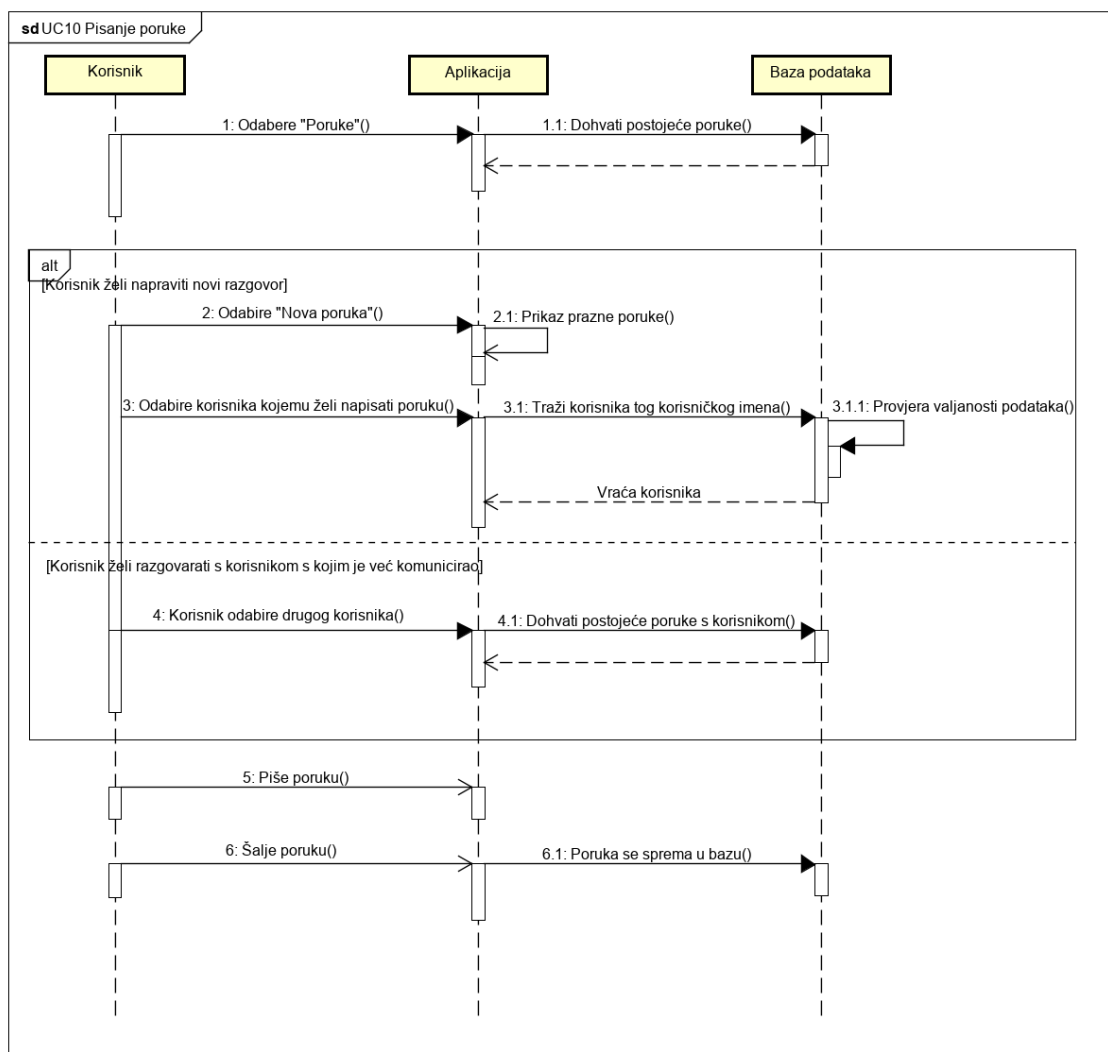 sd UC10 Pisanje poruke
Korisnik
Aplikacija
Baza podataka
1: Odabere "Poruke"()
1.1: Dohvati postojeće poruke()
alt
[Korisnik želi napraviti novi razgovor]
2: Odabire "Nova poruka"()
2.1: Prikaz prazne poruke()
3: Odabire korisnika kojemu želi napisati poruku()
3.1: Traži korisnika tog korisničkog imena()
3.1.1: Provjera valjanosti podataka()
Vraća korisnika
[Korisnik želi razgovarati s korisnikom s kojim je već komunicirao]
4: Korisnik odabire drugog korisnika()
4.1: Dohvati postojeće poruke s korisnikom()
5: Piše poruku()
6: Šalje poruku()
6.1: Poruka se sprema u bazu()